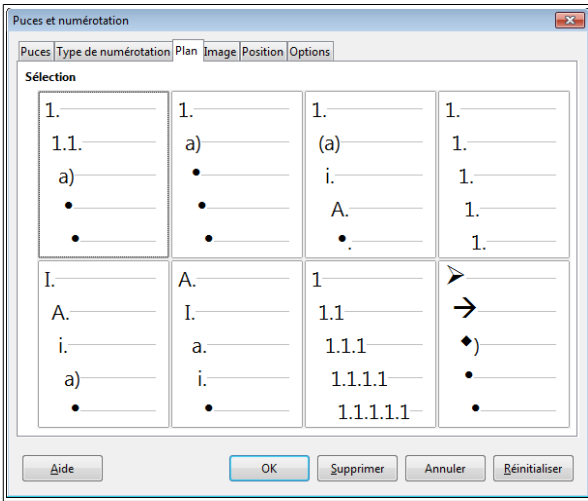 Puces et numérotation
Puces Type de numérotation Plan Image Position Options
Sélection
1. 1. 1. 1.
1.1. a) (a) 1.
a) • i. 1.
• • A. 1.
• • •. 1.
I. A. 1 ➢
A. I. 1.1 →
i. a. 1.1.1 ◆)
a) i. 1.1.1.1 •
• • 1.1.1.1.1 •
Aide OK Supprimer Annuler Réinitialiser